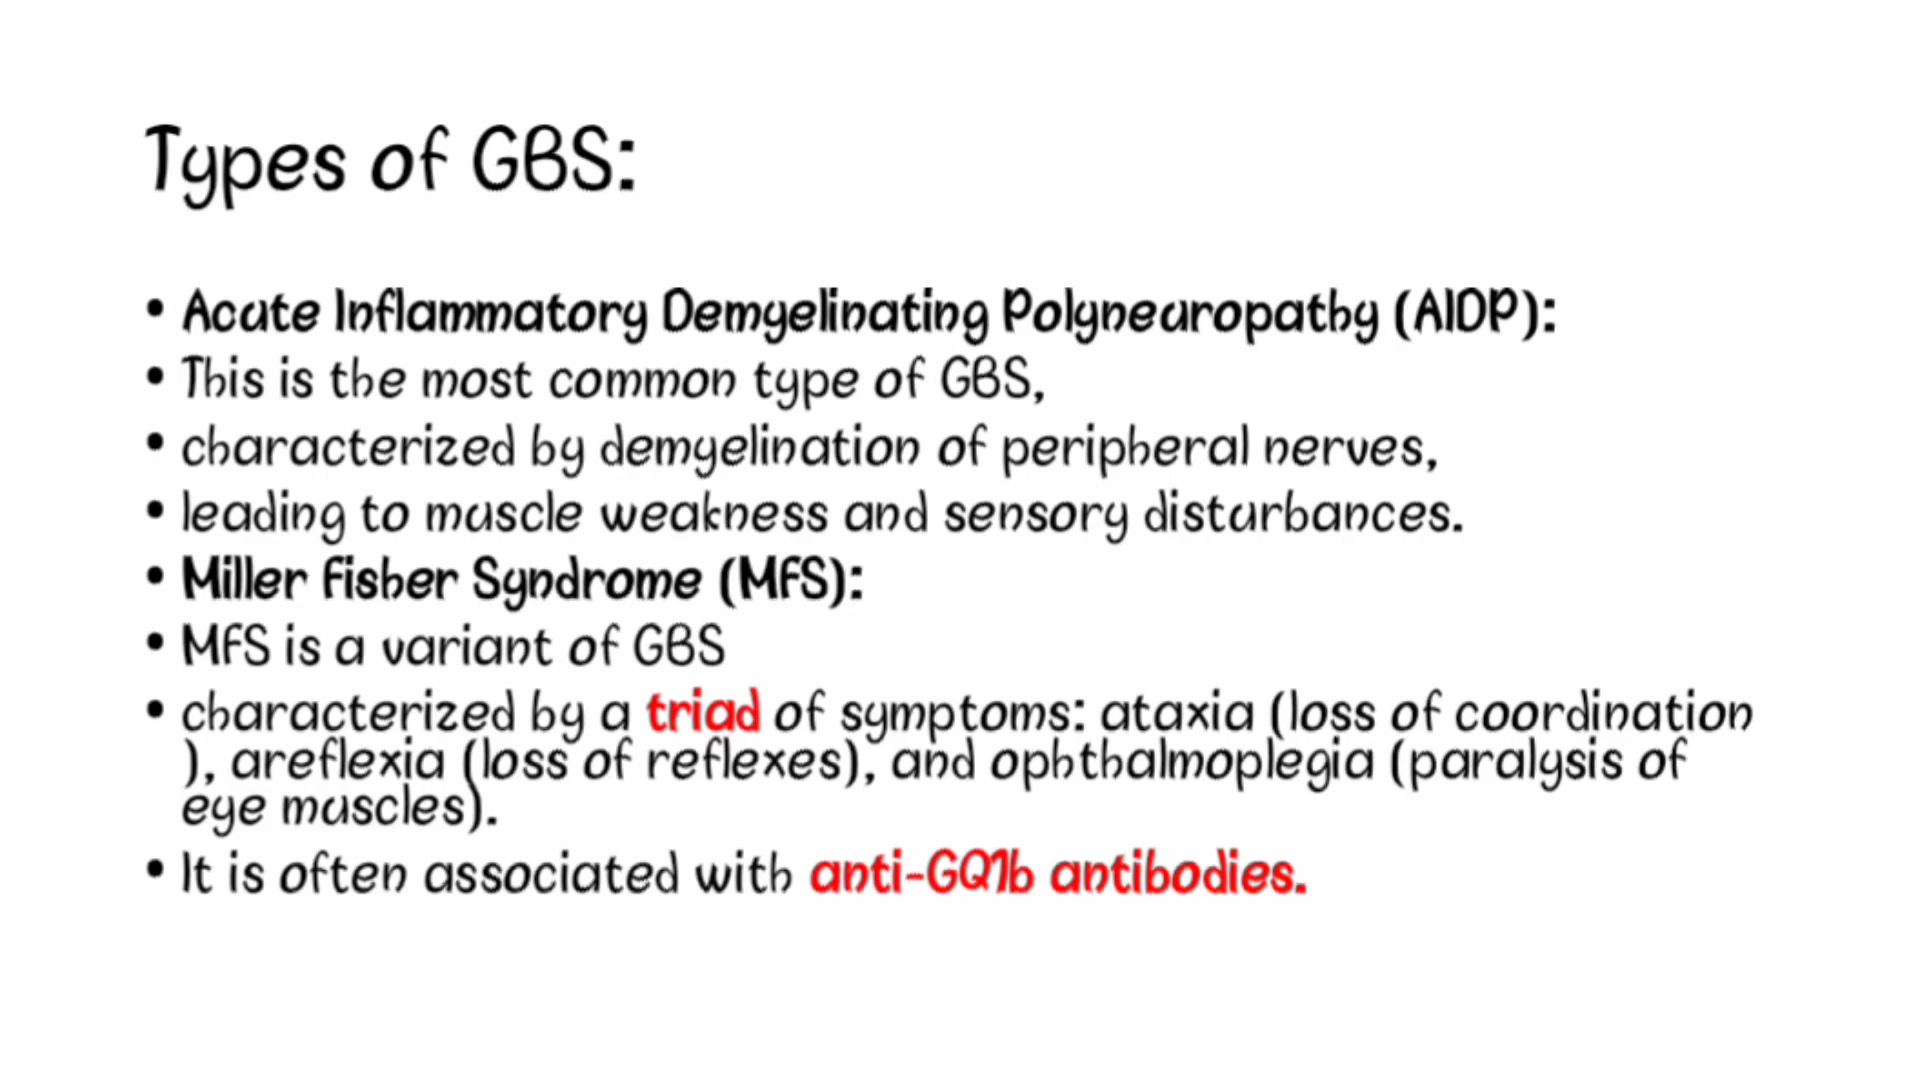 Types of GBS:
• Acute Inflammatory Demyelinating Polyneuropathy (AIDP):
• This is the most common type of GBS,
• characterized by demyelination of peripheral nerves,
• leading to muscle weakness and sensory disturbances.
• Miller Fisher Syndrome (MFS):
• MFS is a variant of GBS
• characterized by a triad of symptoms: ataxia (loss of coordination
), areflexia (loss of reflexes), and ophthalmoplegia (paralysis of
eye muscles).
• It is often associated with anti-GQ1b antibodies.